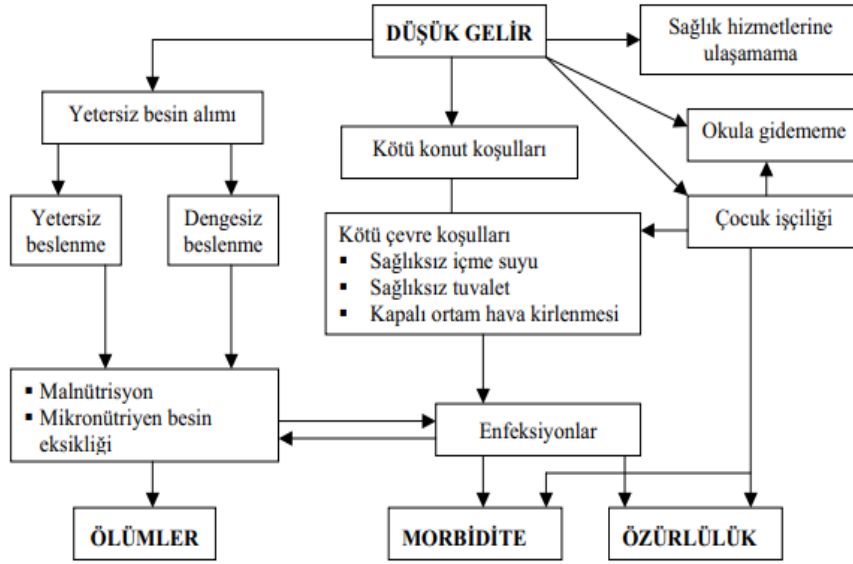 DÜŞÜK GELİR
Sağlık hizmetlerine
ulaşamama
Yetersiz besin alımı
Kötü konut koşulları
Okula gidememe
Yetersiz
beslenme
Dengesiz
beslenme
Kötü çevre koşulları
▪ Sağlıksız içme suyu
▪ Sağlıksız tuvalet
▪ Kapalı ortam hava kirlenmesi
Çocuk işçiliği
▪ Malnütrisyon
▪ Mikronütriyen besin
eksikliği
Enfeksiyonlar
ÖLÜMLER
MORBİDİTE
ÖZÜRLÜLÜK